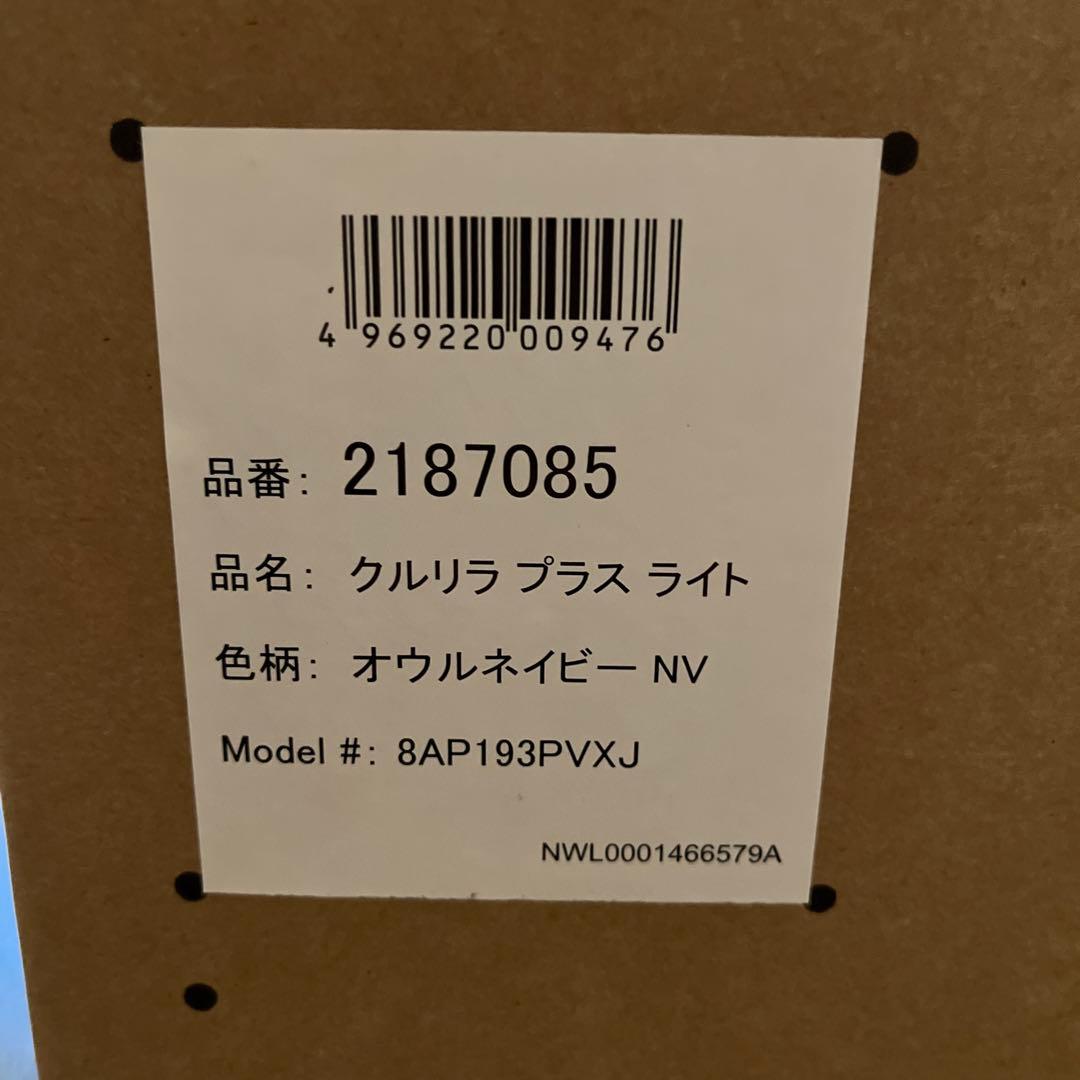 4 969220 009476
品番: 2187085
品名: クルリラ プラス ライト
色柄: オウルネイビー NV
Model #: 8AP193PVXJ
NWL0001466579A